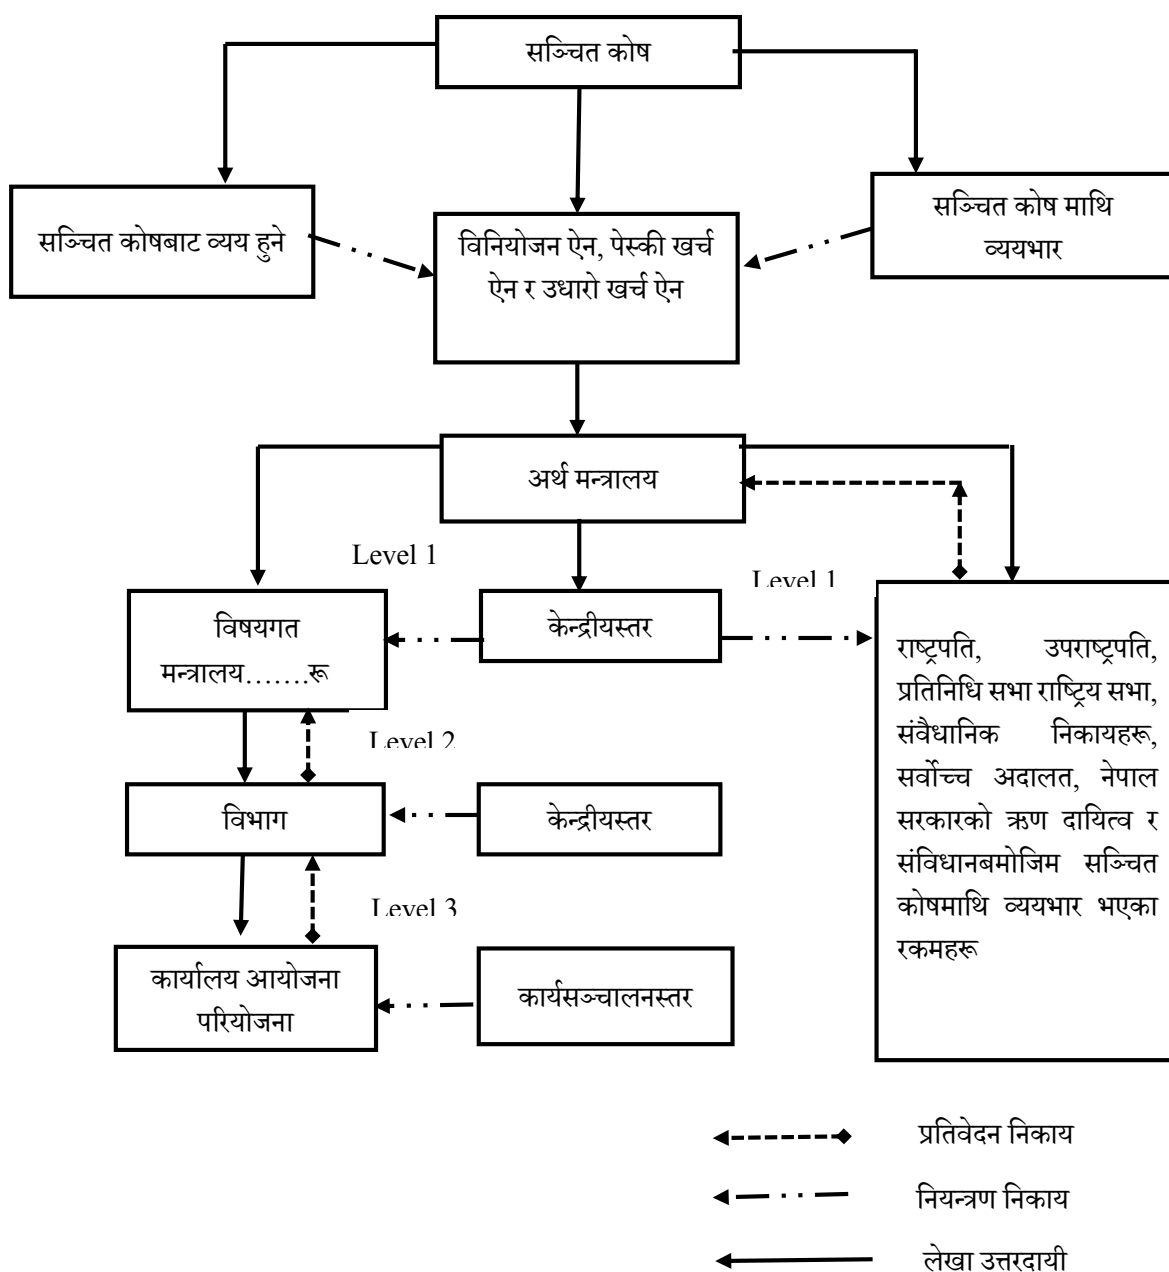 सञ्चित कोष
सञ्चित कोषबाट व्यय हुने
विनियोजन ऐन, पेस्की खर्च
ऐन र उधारो खर्च ऐन
सञ्चित कोष माथि
व्ययभार
अर्थ मन्त्रालय
Level 1
Level 1
विषयगत
मन्त्रालय…….रू
केन्द्रीयस्तर
राष्ट्रपति, उपराष्ट्रपति,
प्रतिनिधि सभा राष्ट्रिय सभा,
संवैधानिक निकायहरू,
सर्वोच्च अदालत, नेपाल
सरकारको ऋण दायित्व र
संविधानबमोजिम सञ्चित
कोषमाथि व्ययभार भएका
रकमहरू
Level 2
विभाग
केन्द्रीयस्तर
Level 3
कार्यालय आयोजना
परियोजना
कार्यसञ्चालनस्तर
प्रतिवेदन निकाय
नियन्त्रण निकाय
लेखा उत्तरदायी